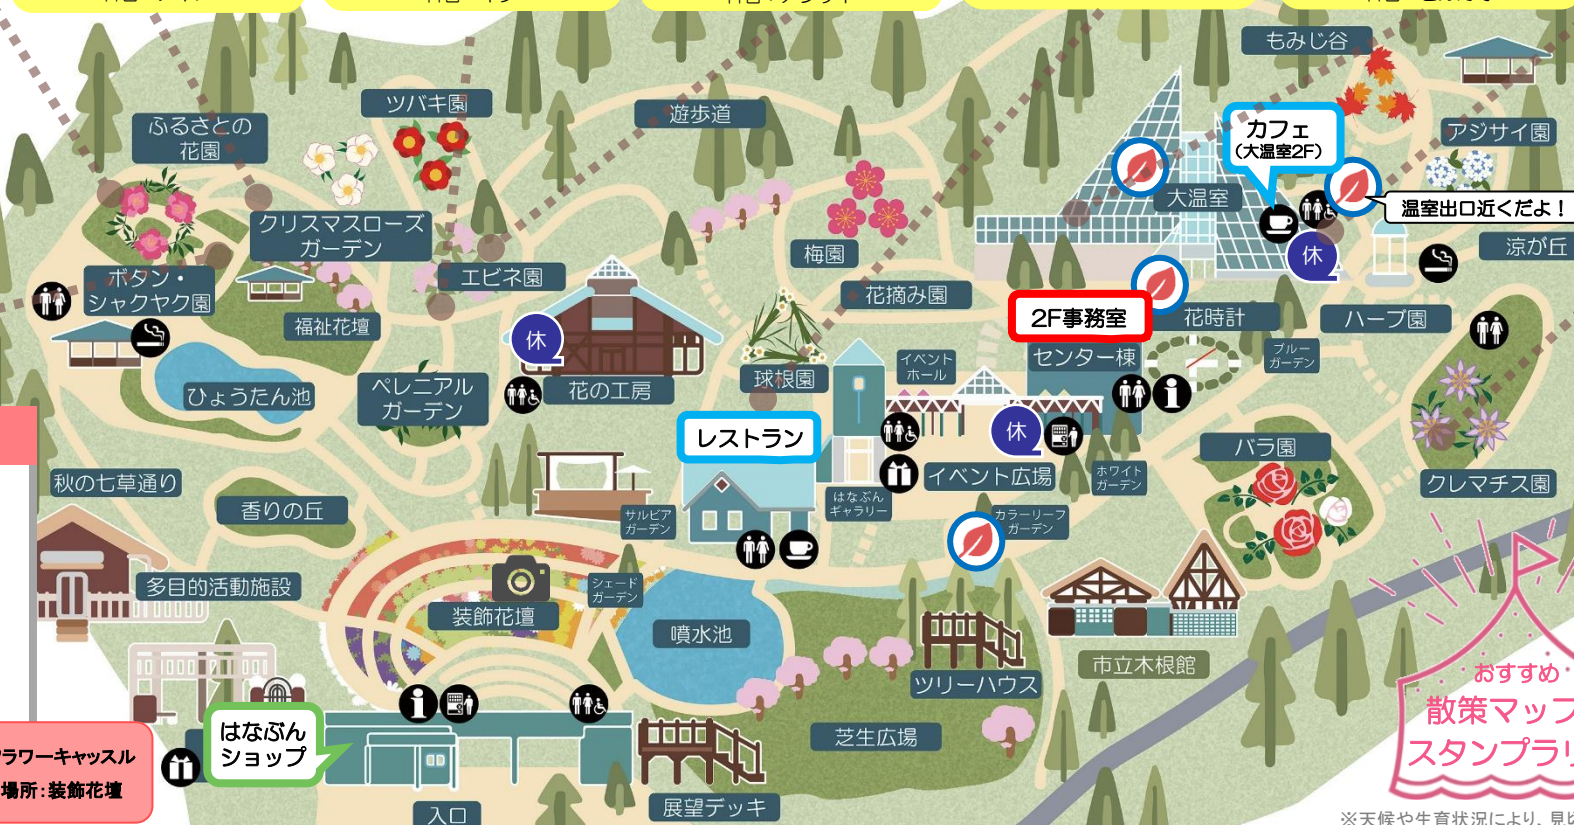 もみじ谷
ツバキ園
遊歩道
ふるさとの
花園
カフェ
(大温室2F)
アジサイ園
大温室
温室出口近くだよ！
クリスマスローズ
ガーデン
梅園
涼が丘
休
ボタン・
シャクヤク園
エビネ園
花摘み園
福祉花壇
2F事務室
花時計
ハーブ園
休
センター棟
イベント
ホール
ブルー
ガーデン
ひょうたん池
ペレニアル
ガーデン
花の工房
球根園
レストラン
休
バラ園
イベント広場
ホワイト
ガーデン
クレマチス園
秋の七草通り
香りの丘
はなぶん
ギャラリー
サルビア
ガーデン
カラーリーフ
ガーデン
多目的活動施設
シェード
ガーデン
装飾花壇
噴水池
市立木根館
ツリーハウス
おすすめ
散策マップ
スタンプラリ
はなぶん
ショップ
芝生広場
ラワーキャッスル
場所：装飾花壇
展望デッキ
入口
※天候や生育状況により、見